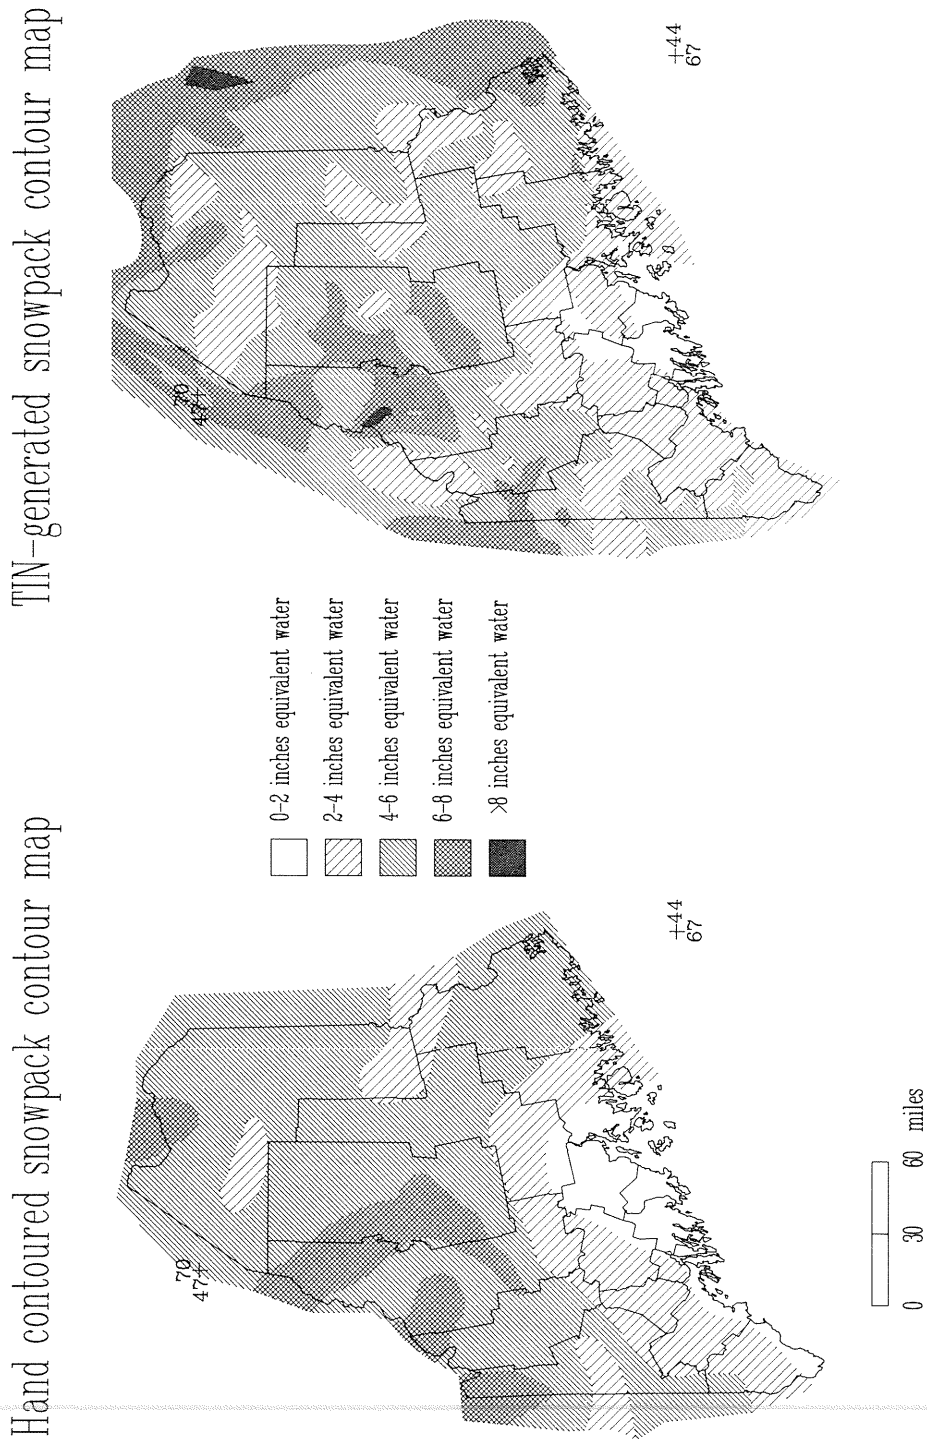 Hand contoured snowpack contour map
TIN-generated snowpack contour map
70
47+
70
47+
0-2 inches equivalent water
2-4 inches equivalent water
4-6 inches equivalent water
6-8 inches equivalent water
>8 inches equivalent water
+44
67
+44
67
0 30 60 miles